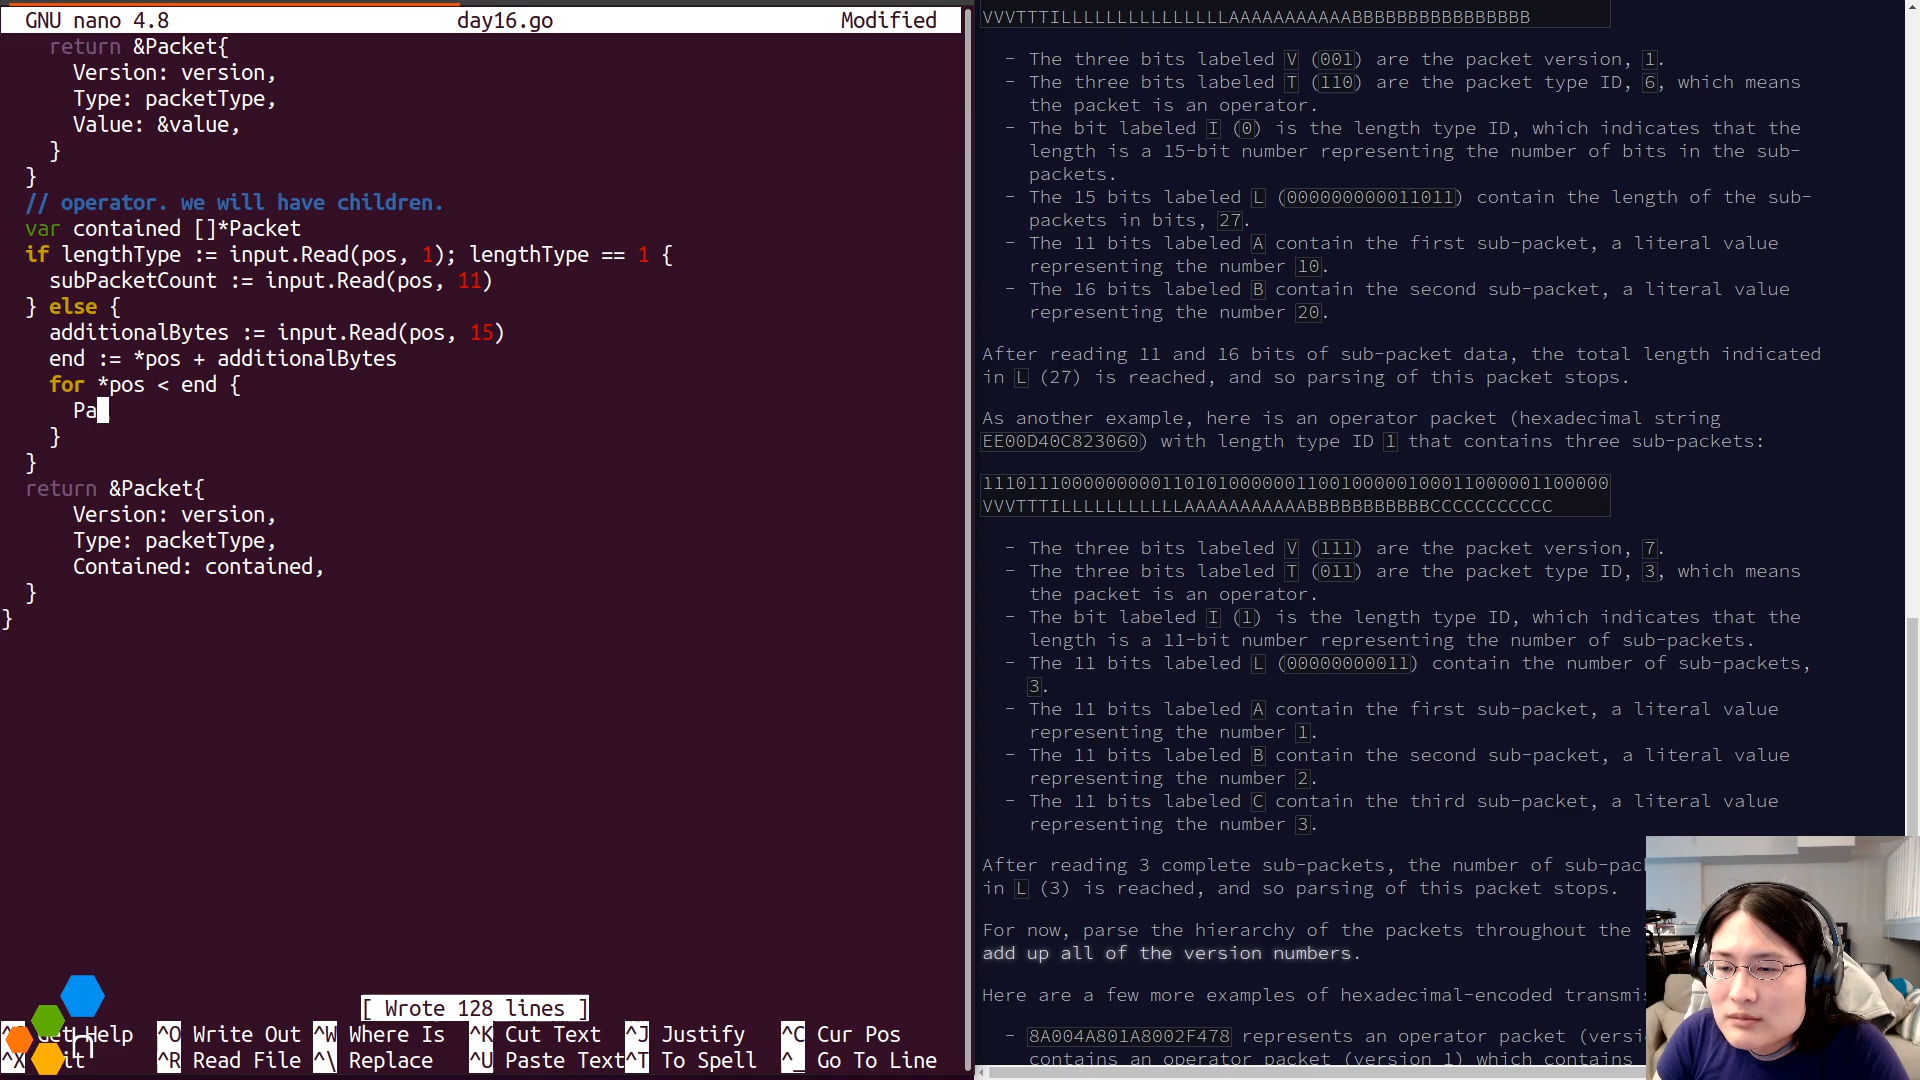 GNU nano 4.8 day16.go Modified
return &Packet{
Version: version,
Type: packetType,
Value: &value,
}
}
// operator. we will have children.
var contained []*Packet
if lengthType := input.Read(pos, 1); lengthType == 1 {
subPacketCount := input.Read(pos, 11)
} else {
additionalBytes := input.Read(pos, 15)
end := *pos + additionalBytes
for *pos < end {
Pa
}
}
return &Packet{
Version: version,
Type: packetType,
Contained: contained,
}
}
[ Wrote 128 lines ]
Get Help ^O Write Out ^W Where Is ^K Cut Text ^J Justify ^C Cur Pos
^X ^R Read File ^\ Replace ^U Paste Text ^T To Spell ^_ Go To Line
VVVTTTILLLLLLLLLLLLLLLAAAAAAAAAAABBBBBBBBBBBBBBBB
- The three bits labeled V (001) are the packet version, 1.
- The three bits labeled T (110) are the packet type ID, 6, which means
the packet is an operator.
- The bit labeled I (0) is the length type ID, which indicates that the
length is a 15-bit number representing the number of bits in the sub-
packets.
- The 15 bits labeled L (000000000011011) contain the length of the sub-
packets in bits, 27.
- The 11 bits labeled A contain the first sub-packet, a literal value
representing the number 10.
- The 16 bits labeled B contain the second sub-packet, a literal value
representing the number 20.
After reading 11 and 16 bits of sub-packet data, the total length indicated
in L (27) is reached, and so parsing of this packet stops.
As another example, here is an operator packet (hexadecimal string
EE00D40C823060) with length type ID 1 that contains three sub-packets:
11101110000000001101010000001100100000100011000001100000
VVVTTTILLLLLLLLLLLAAAAAAAAAAABBBBBBBBBBBCCCCCCCCCCC
- The three bits labeled V (111) are the packet version, 7.
- The three bits labeled T (011) are the packet type ID, 3, which means
the packet is an operator.
- The bit labeled I (1) is the length type ID, which indicates that the
length is a 11-bit number representing the number of sub-packets.
- The 11 bits labeled L (00000000011) contain the number of sub-packets,
3.
- The 11 bits labeled A contain the first sub-packet, a literal value
representing the number 1.
- The 11 bits labeled B contain the second sub-packet, a literal value
representing the number 2.
- The 11 bits labeled C contain the third sub-packet, a literal value
representing the number 3.
After reading 3 complete sub-packets, the number of sub-pac
in L (3) is reached, and so parsing of this packet stops.
For now, parse the hierarchy of the packets throughout the
add up all of the version numbers.
Here are a few more examples of hexadecimal-encoded transmi
- 8A004A801A8002F478 represents an operator packet (versi
contains an operator packet (version 1) which contains